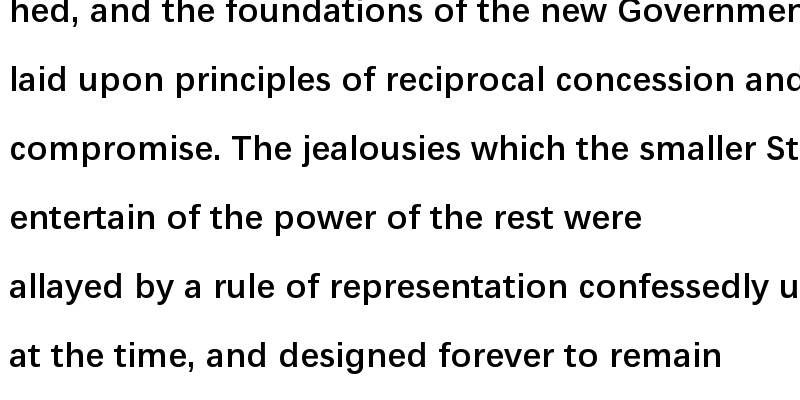 hed, and the foundations of the new
laid upon principles of reciprocal concession and
compromise. The jealousies which the smaller St
entertain of the power of the rest were
allayed by a rule of representation confessedly u
at the time, and designed forever to remain